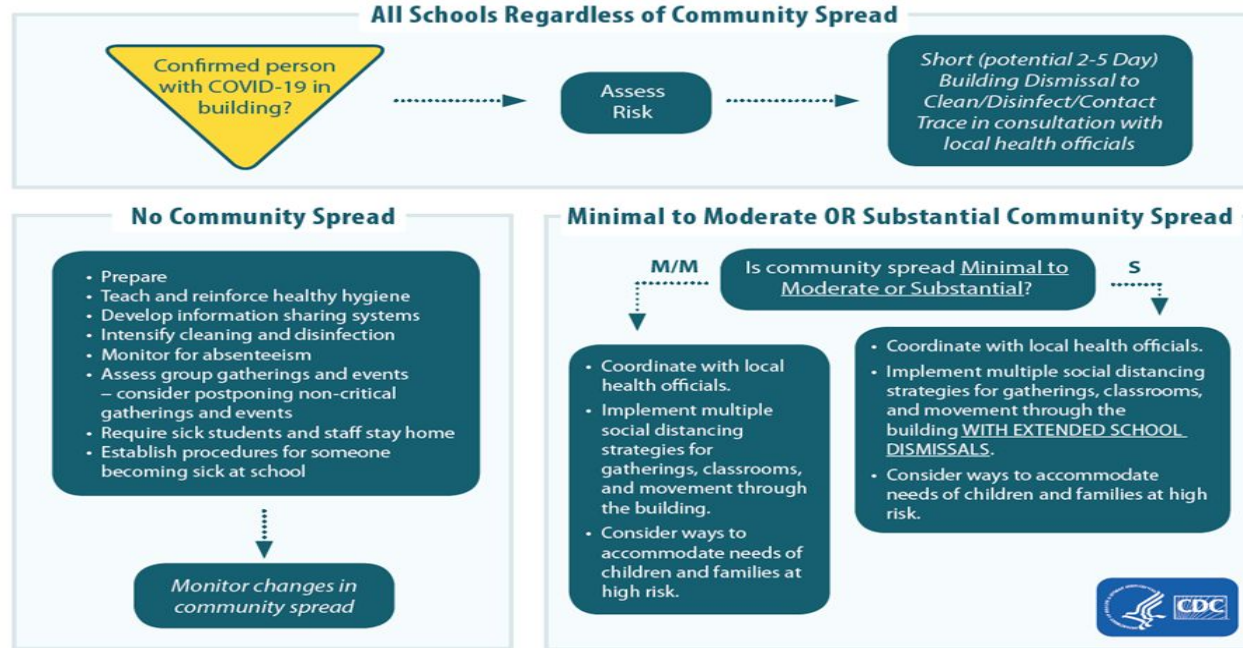 All Schools Regardless of Community Spread
Confirmed person
with COVID-19 in
building?
Assess
Risk
Short (potential 2-5 Day)
Building Dismissal to
Clean/Disinfect/Contact
Trace in consultation with
local health officials
No Community Spread
• Prepare
• Teach and reinforce healthy hygiene
• Develop information sharing systems
• Intensify cleaning and disinfection
• Monitor for absenteeism
• Assess group gatherings and events
– consider postponing non-critical
gatherings and events
• Require sick students and staff stay home
• Establish procedures for someone
becoming sick at school
Monitor changes in
community spread
Minimal to Moderate OR Substantial Community Spread
M/M
Is community spread Minimal to
Moderate or Substantial?
S
• Coordinate with local
health officials.
• Implement multiple
social distancing
strategies for
gatherings, classrooms,
and movement through
the building.
• Consider ways to
accommodate needs of
children and families at
high risk.
• Coordinate with local health officials.
• Implement multiple social distancing
strategies for gatherings, classrooms,
and movement through the
building WITH EXTENDED SCHOOL
DISMISSALS.
• Consider ways to accommodate
needs of children and families at high
risk.
CDC